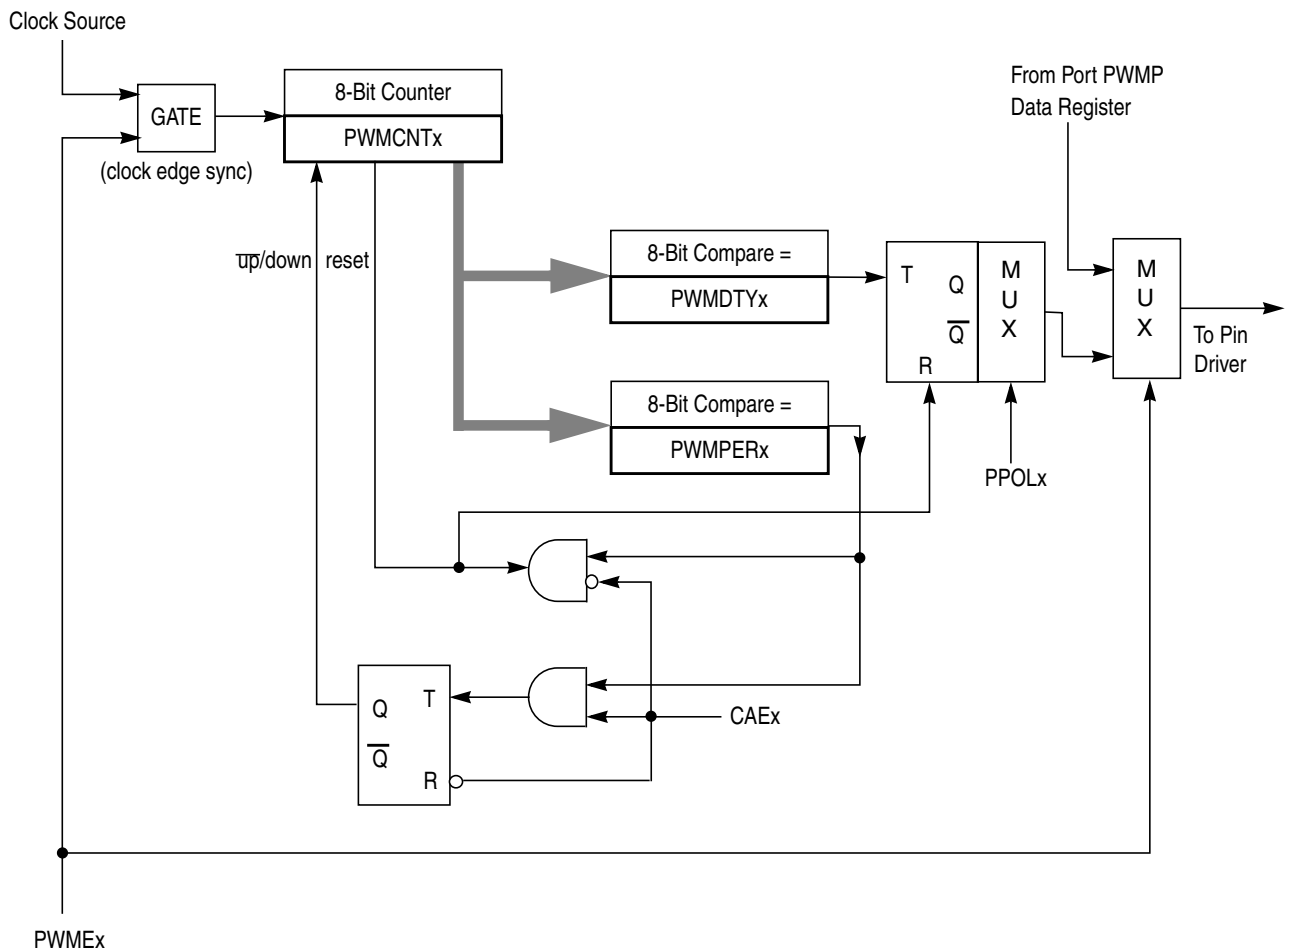 Clock Source
8-Bit Counter
PWMCNTx
GATE
(clock edge sync)
From Port PWMP
Data Register
u̅p̅/down reset
8-Bit Compare =
PWMDTYx
T
Q
Q̅
R
M
U
X
M
U
X
To Pin
Driver
8-Bit Compare =
PWMPERx
PPOLx
Q
T
Q̅
R
CAEx
PWMEx